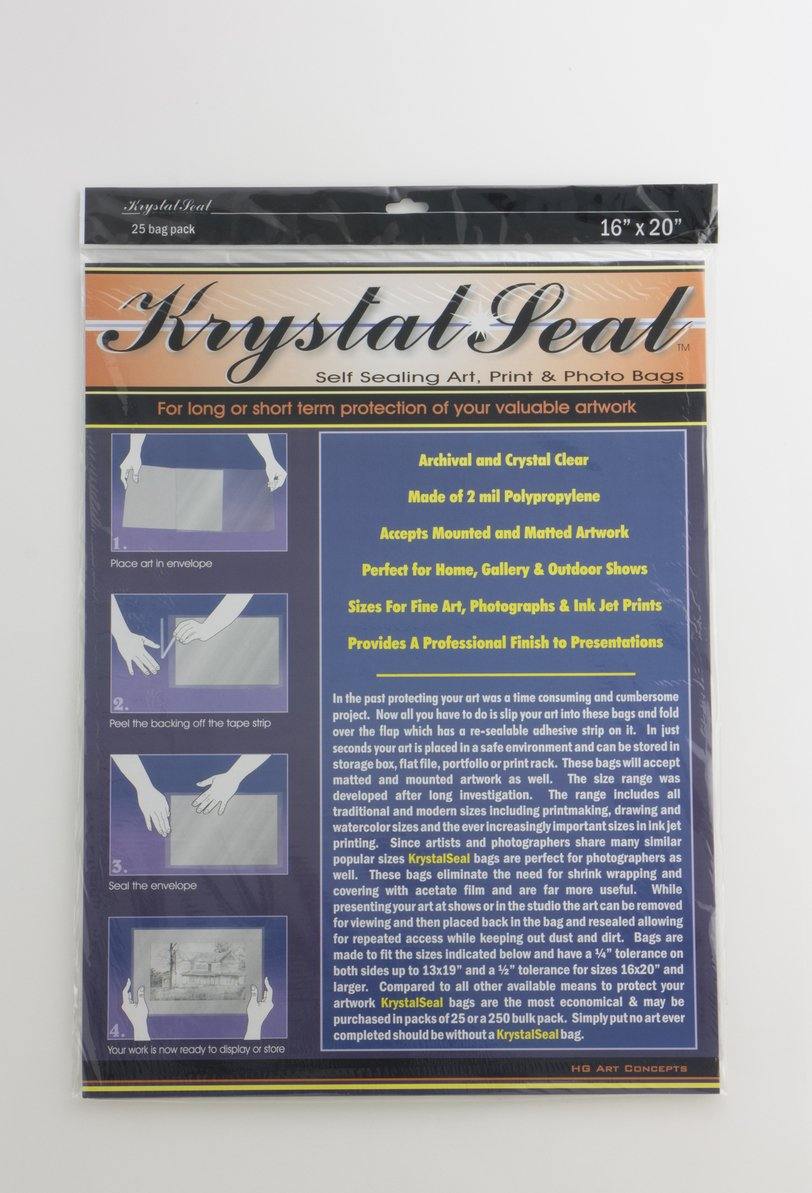 KrystalSeal
25 bag pack
16” x 20”
KrystalSeal™
Self Sealing Art, Print & Photo Bags
For long or short term protection of your valuable artwork
1.
Place art in envelope
2.
Peel the backing off the tape strip
3.
Seal the envelope
4.
Your work is now ready to display or store
Archival and Crystal Clear
Made of 2 mil Polypropylene
Accepts Mounted and Matted Artwork
Perfect for Home, Gallery & Outdoor Shows
Sizes For Fine Art, Photographs & Ink Jet Prints
Provides A Professional Finish to Presentations
In the past protecting your art was a time consuming and cumbersome
project. Now all you have to do is slip your art into these bags and fold
over the flap which has a re-sealable adhesive strip on it. In just
seconds your art is placed in a safe environment and can be stored in
storage box, flat file, portfolio or print rack. These bags will accept
matted and mounted artwork as well. The size range was
developed after long investigation. The range includes all
traditional and modern sizes including printmaking, drawing and
watercolor sizes and the ever increasingly important sizes in ink jet
printing. Since artists and photographers share many similar
popular sizes KrystalSeal bags are perfect for photographers as
well. These bags eliminate the need for shrink wrapping and
covering with acetate film and are far more useful. While
presenting your art at shows or in the studio the art can be removed
for viewing and then placed back in the bag and resealed allowing
for repeated access while keeping out dust and dirt. Bags are
made to fit the sizes indicated below and have a ¼” tolerance on
both sides up to 13x19” and a ½” tolerance for sizes 16x20” and
larger. Compared to all other available means to protect your
artwork KrystalSeal bags are the most economical & may be
purchased in packs of 25 or a 250 bulk pack. Simply put no art ever
completed should be without a KrystalSeal bag.
HG Art Concepts